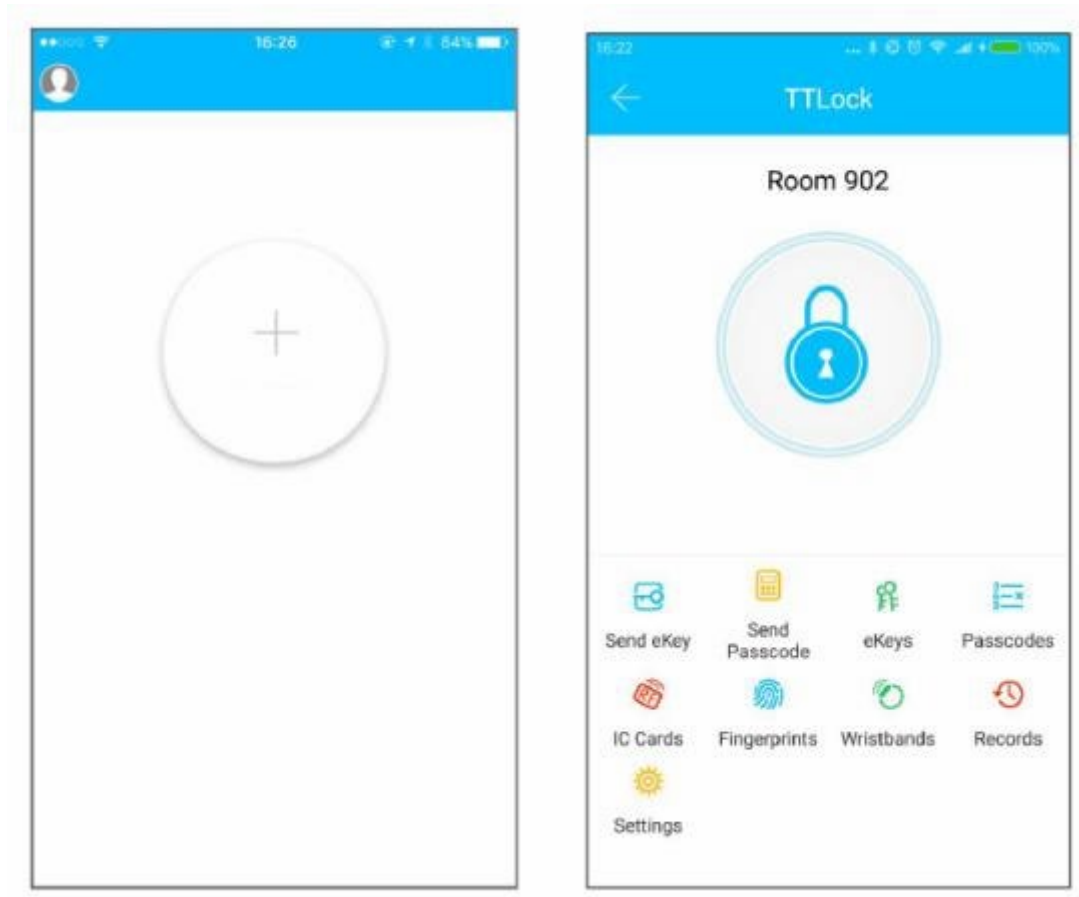 16:26
64%
16:22
... 100%
TTLock
Room 902
Send eKey
Send
Passcode
eKeys
Passcodes
IC Cards
Fingerprints
Wristbands
Records
Settings